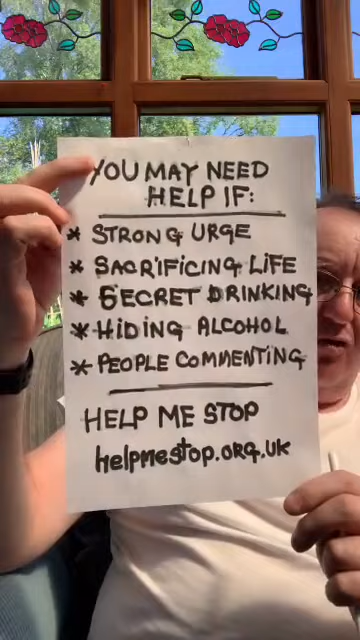 YOU MAY NEED
HELP IF:
* STRONG URGE
* SACRIFICING LIFE
* SECRET DRINKING
* HIDING ALCOHOL
* PEOPLE COMMENTING
HELP ME STOP
helpmestop.org.uk